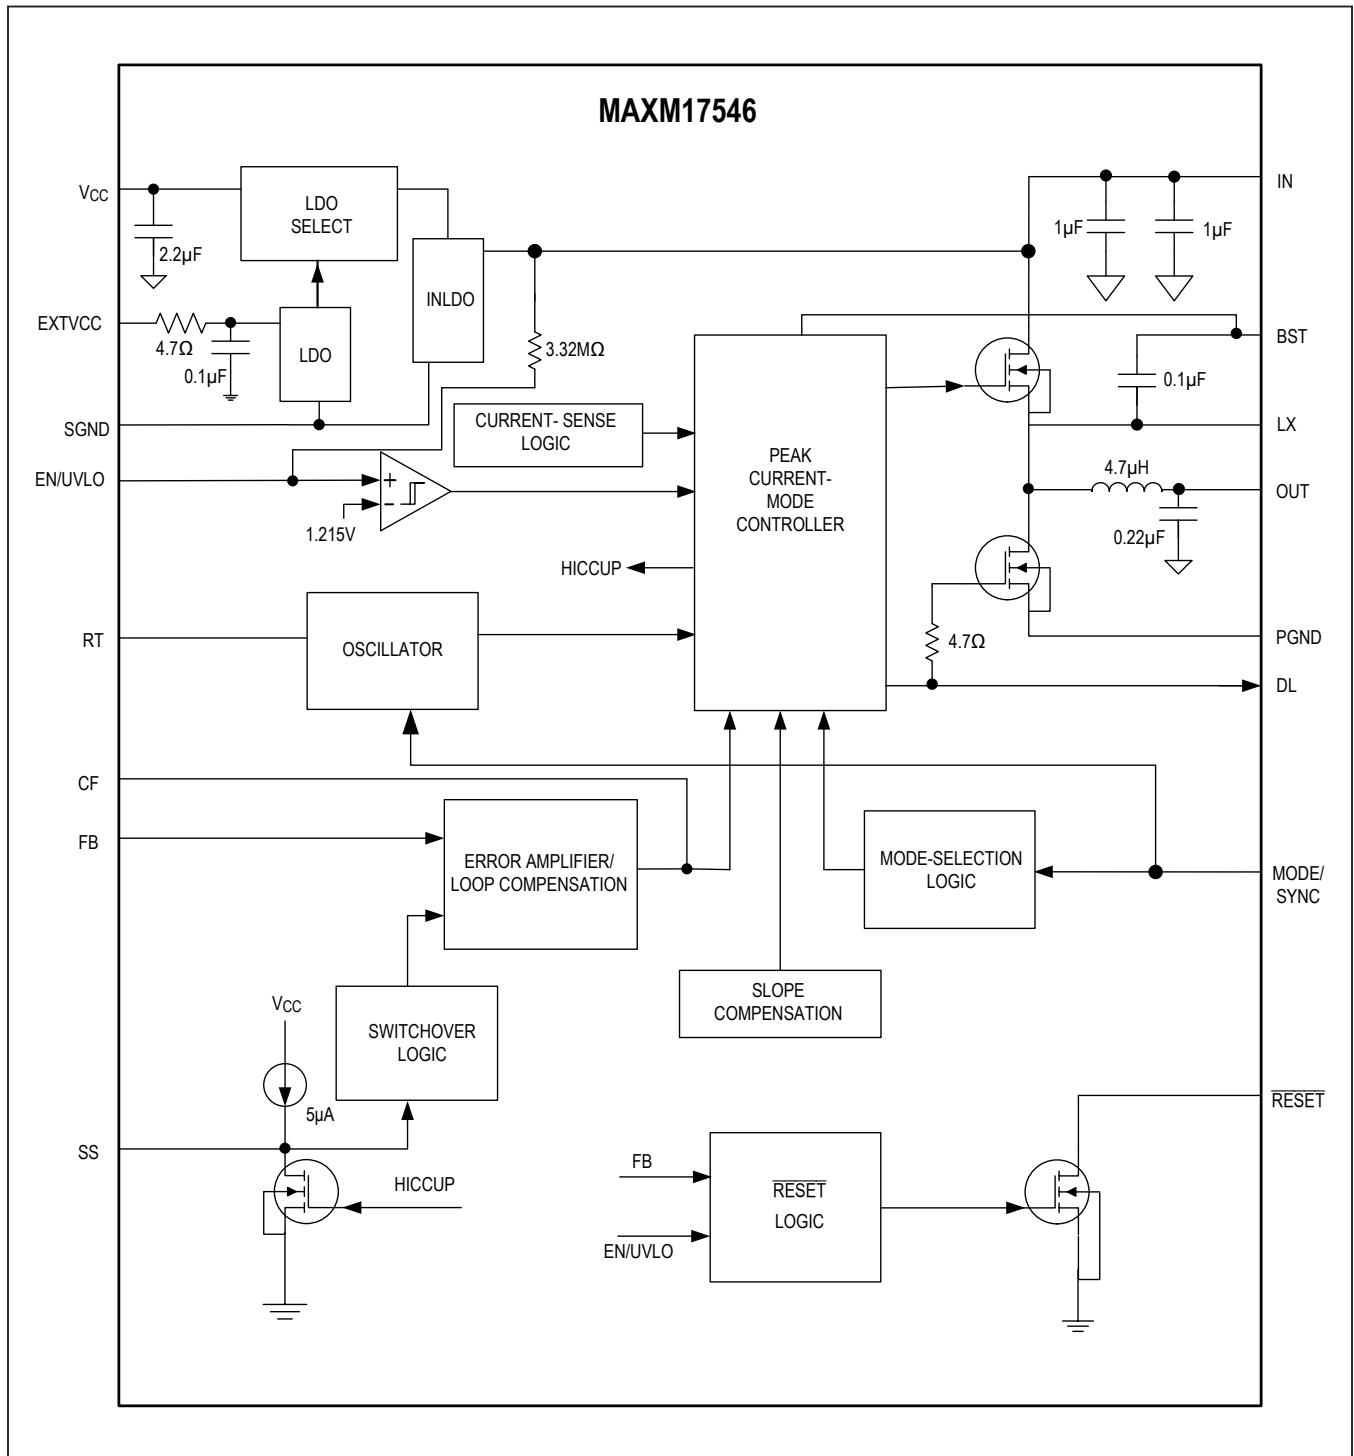 MAXM17546
VCC
LDO
SELECT
IN
1µF
1µF
2.2µF
INLDO
EXTVCC
4.7Ω
0.1µF
LDO
3.32MΩ
BST
0.1µF
SGND
CURRENT- SENSE
LOGIC
LX
EN/UVLO
+
-
1.215V
PEAK
CURRENT-
MODE
CONTROLLER
4.7µH
OUT
0.22µF
HICCUP
RT
OSCILLATOR
4.7Ω
PGND
DL
CF
FB
ERROR AMPLIFIER/
LOOP COMPENSATION
MODE-SELECTION
LOGIC
MODE/
SYNC
SLOPE
COMPENSATION
VCC
SWITCHOVER
LOGIC
5µA
RESET
SS
HICCUP
FB
RESET
LOGIC
EN/UVLO